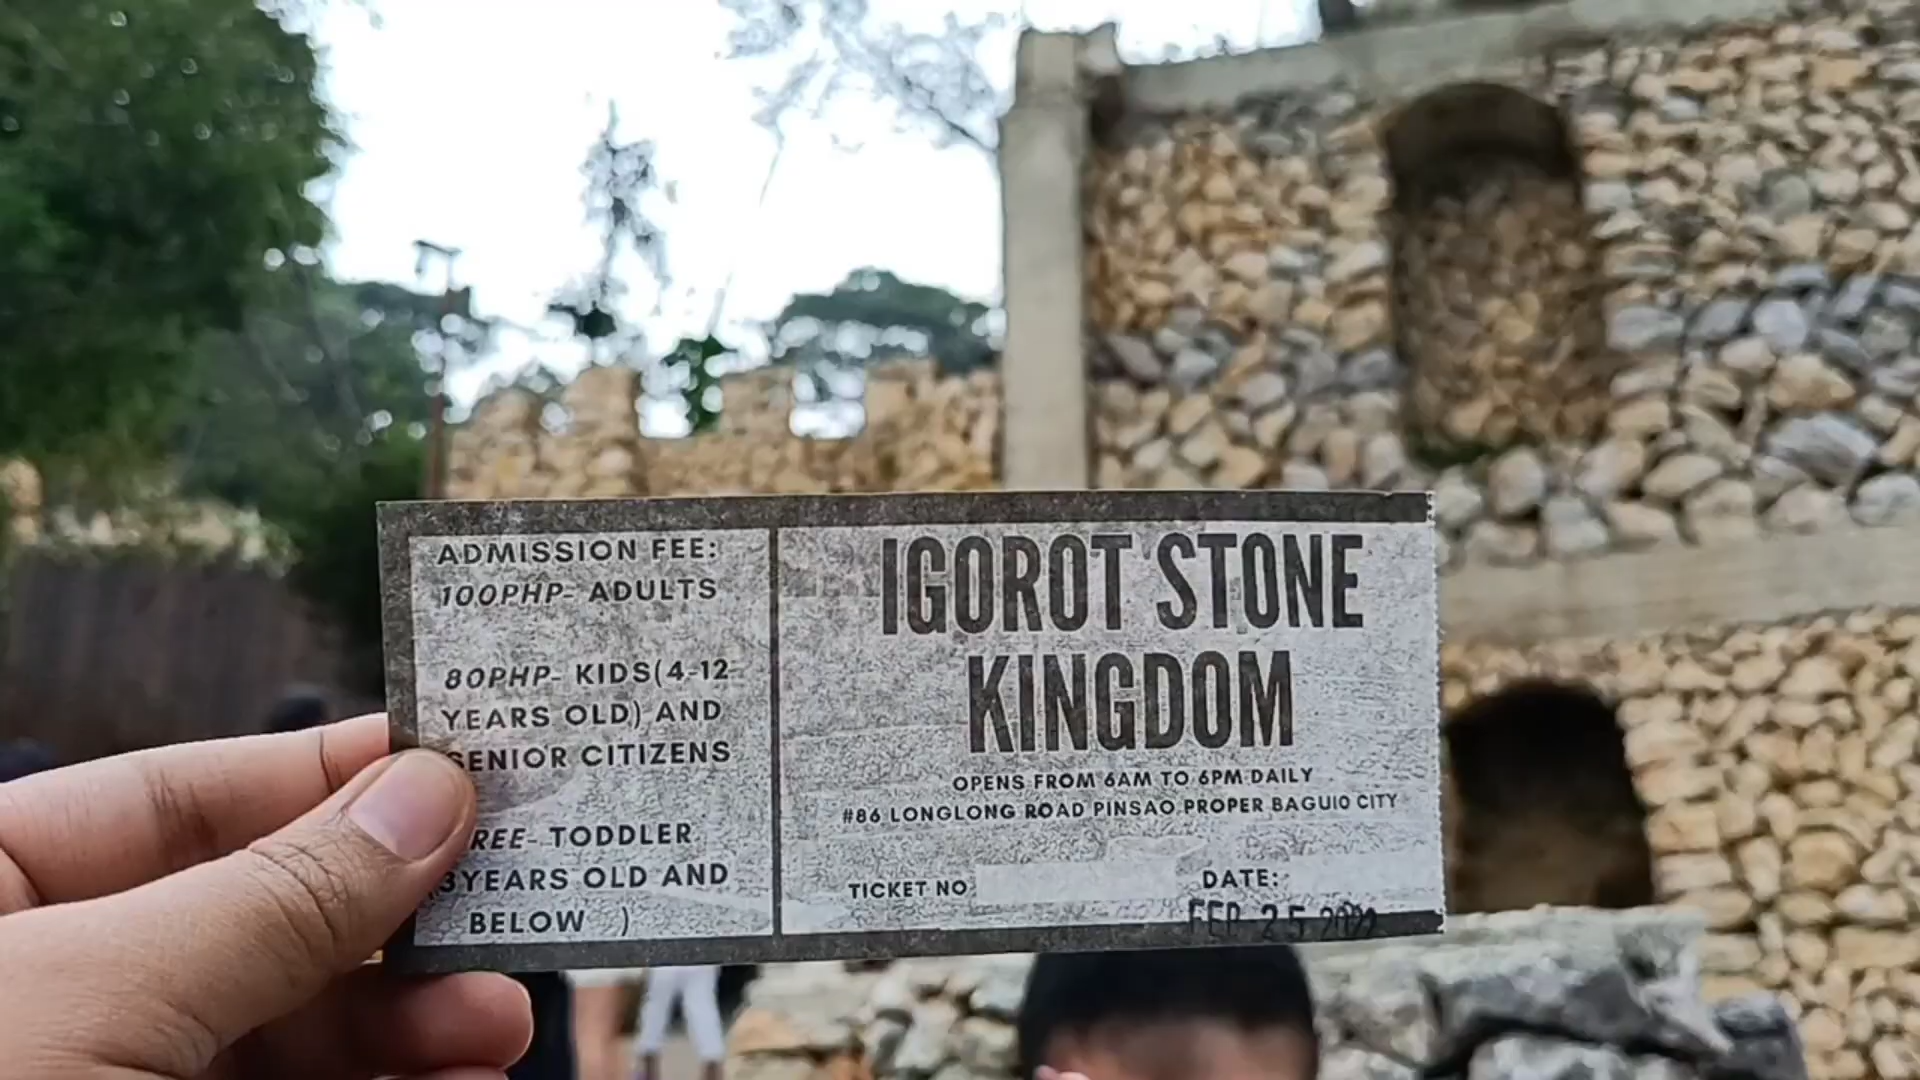 ADMISSION FEE:
100PHP- ADULTS
80PHP- KIDS(4-12
YEARS OLD) AND
SENIOR CITIZENS
REE- TODDLER
(3YEARS OLD AND
BELOW )
IGOROT STONE
KINGDOM
OPENS FROM 6AM TO 6PM DAILY
#86 LONGLONG ROAD PINSAO PROPER BAGUIO CITY
TICKET NO
DATE:
FEB 25